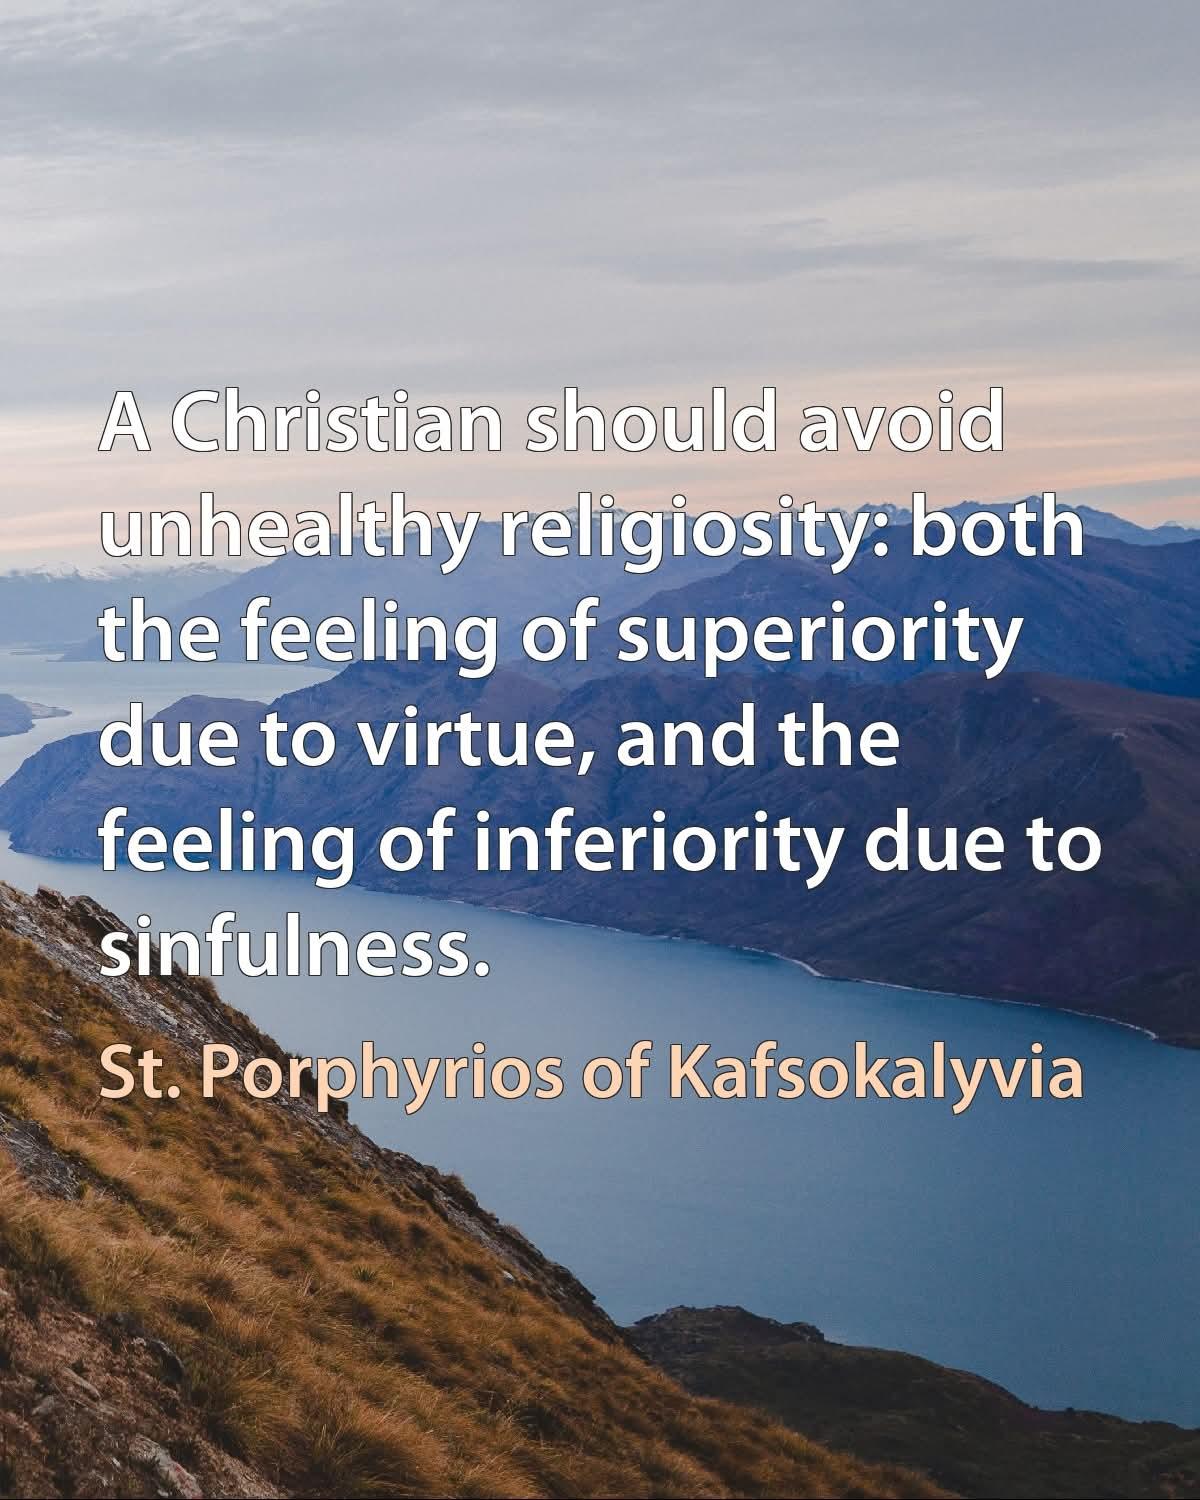 A Christian should avoid
unhealthy religiosity: both
the feeling of superiority
due to virtue, and the
feeling of inferiority due to
sinfulness.
St. Porphyrios of Kafsokalyvia